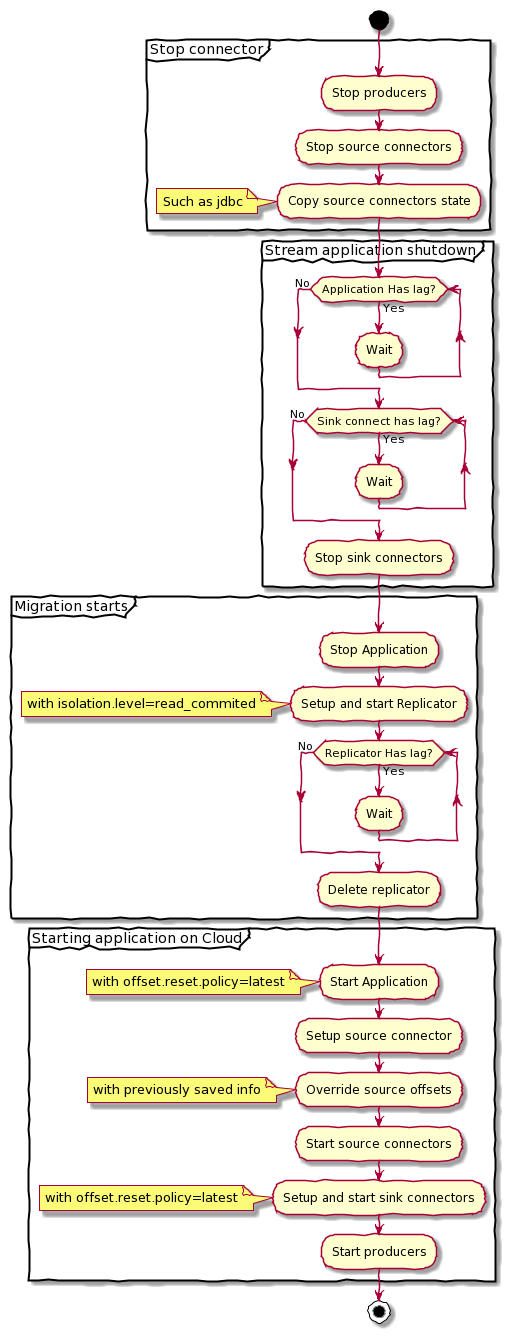 Stop connector
Stop producers
Stop source connectors
Such as jdbc
Copy source connectors state
Stream application shutdown
No
Application Has lag?
Yes
Wait
No
Sink connect has lag?
Yes
Wait
Stop sink connectors
Migration starts
Stop Application
with isolation.level=read_commited
Setup and start Replicator
No
Replicator Has lag?
Yes
Wait
Delete replicator
Starting application on Cloud
with offset.reset.policy=latest
Start Application
Setup source connector
with previously saved info
Override source offsets
Start source connectors
with offset.reset.policy=latest
Setup and start sink connectors
Start producers